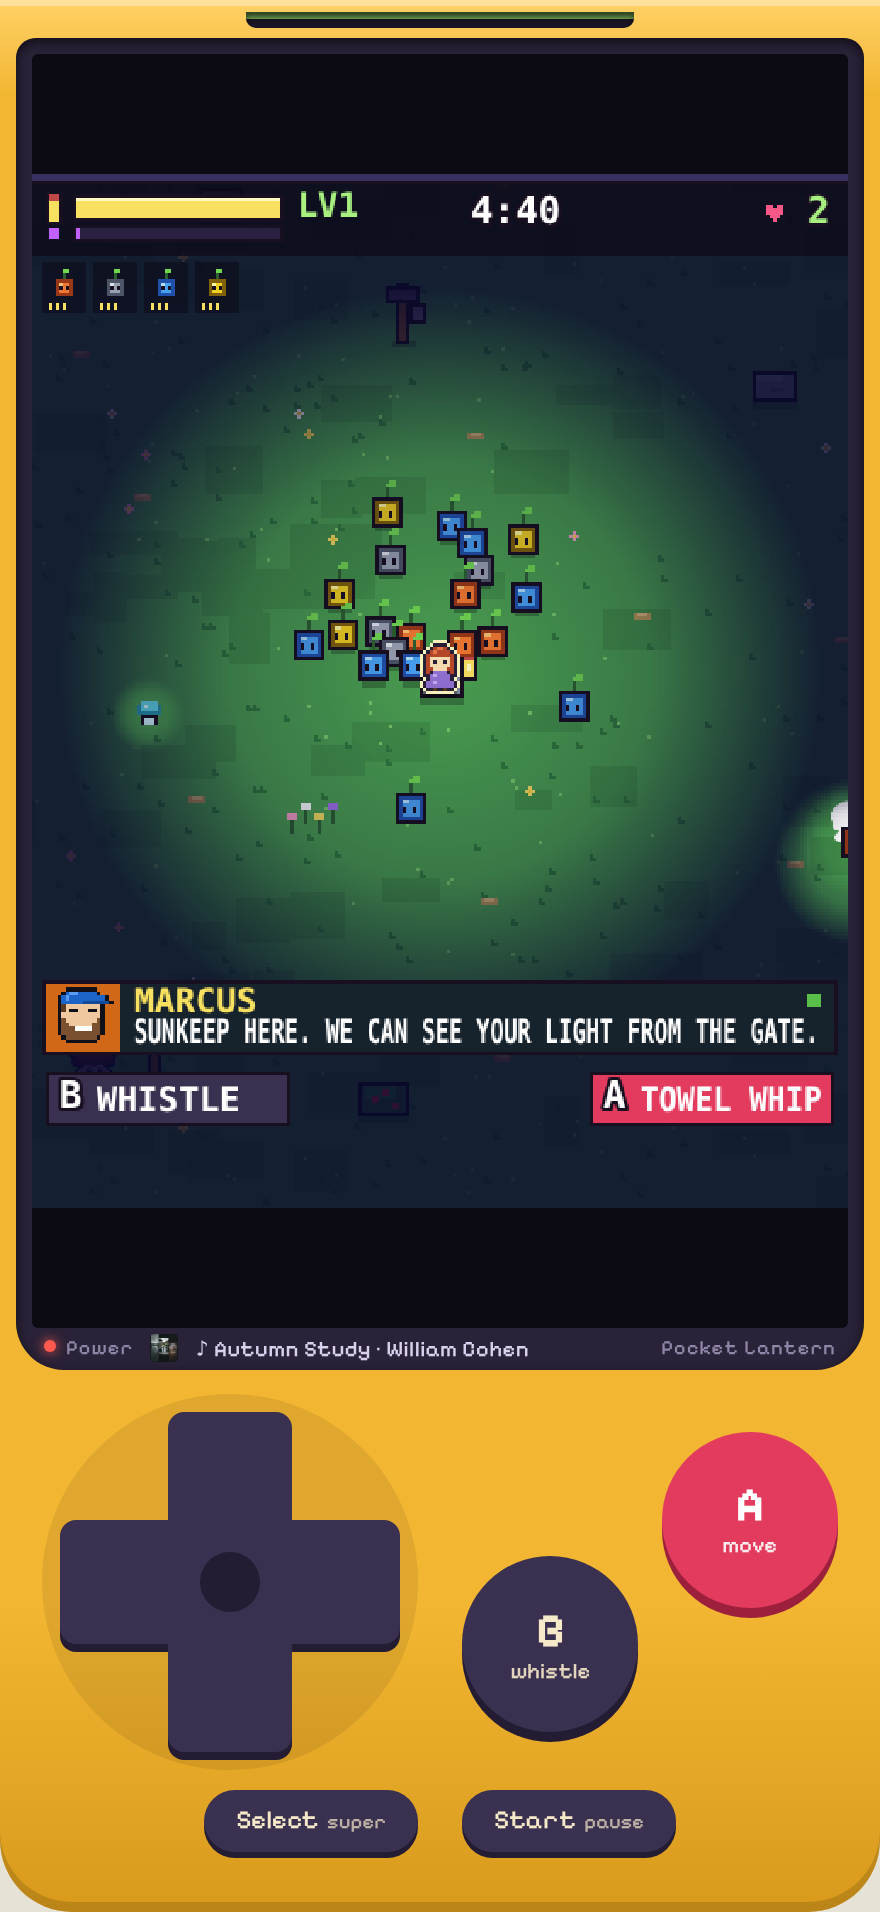 LV1
4:40
2
MARCUS
SUNKEEP HERE. WE CAN SEE YOUR LIGHT FROM THE GATE.
B WHISTLE
A TOWEL WHIP
Power
♪ Autumn Study · William Cohen
Pocket Lantern
A
move
B
whistle
Select super
Start pause